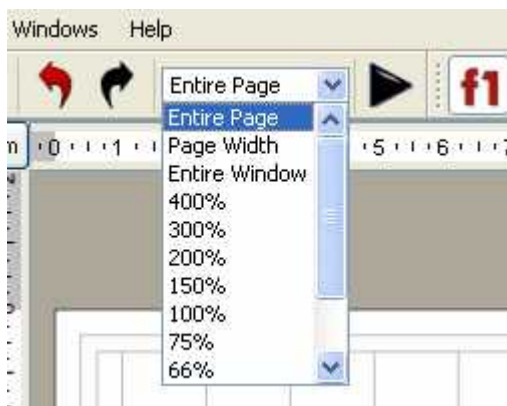 Windows Help
Entire Page
f1
m 0 1 5 6 7
Entire Page
Page Width
Entire Window
400%
300%
200%
150%
100%
75%
66%